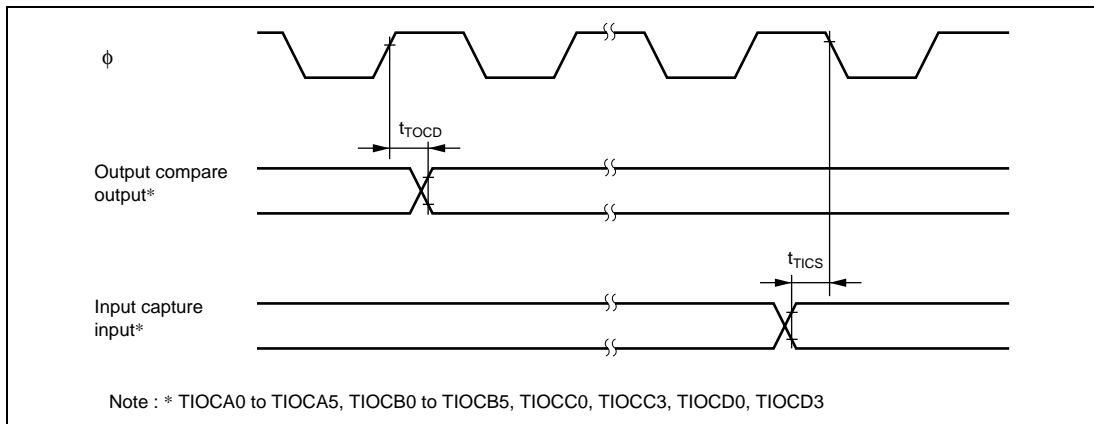 ϕ
tTOCD
Output compare
output*
tTICS
Input capture
input*
Note : * TIOCA0 to TIOCA5, TIOCB0 to TIOCB5, TIOCC0, TIOCC3, TIOCD0, TIOCD3